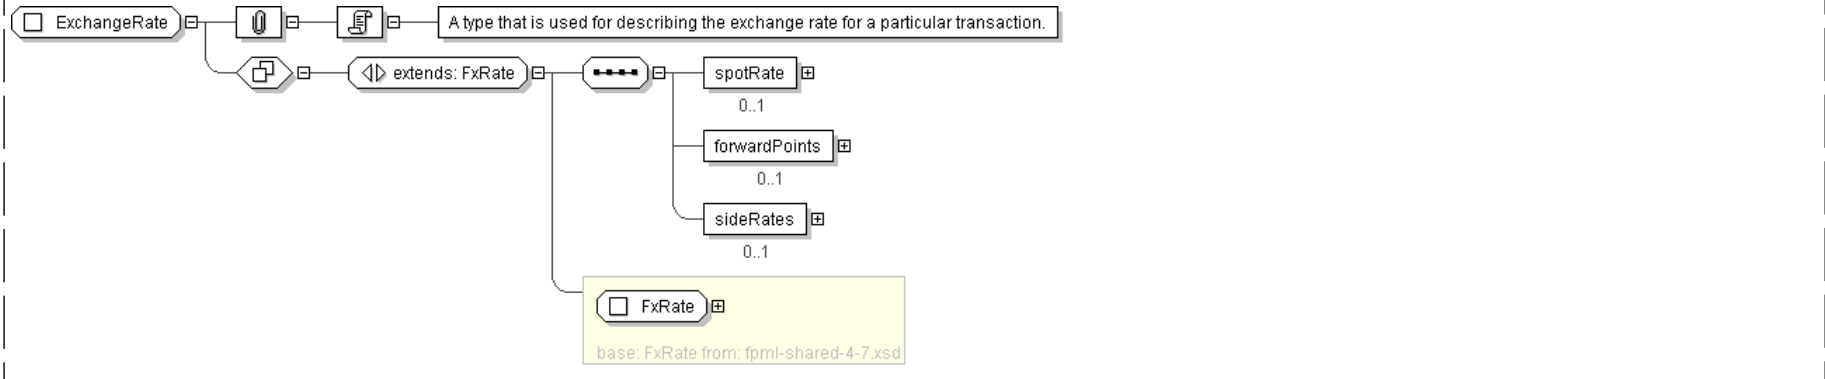 ExchangeRate
A type that is used for describing the exchange rate for a particular transaction.
extends: FxRate
spotRate
0..1
forwardPoints
0..1
sideRates
0..1
FxRate
base: FxRate from: fpml-shared-4-7.xsd